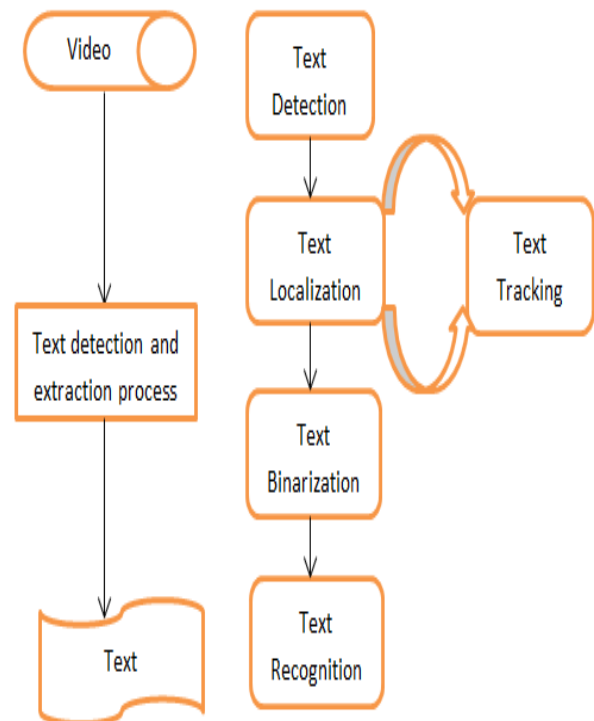 Video
Text detection and
extraction process
Text
Text
Detection
Text
Localization
Text
Tracking
Text
Binarization
Text
Recognition